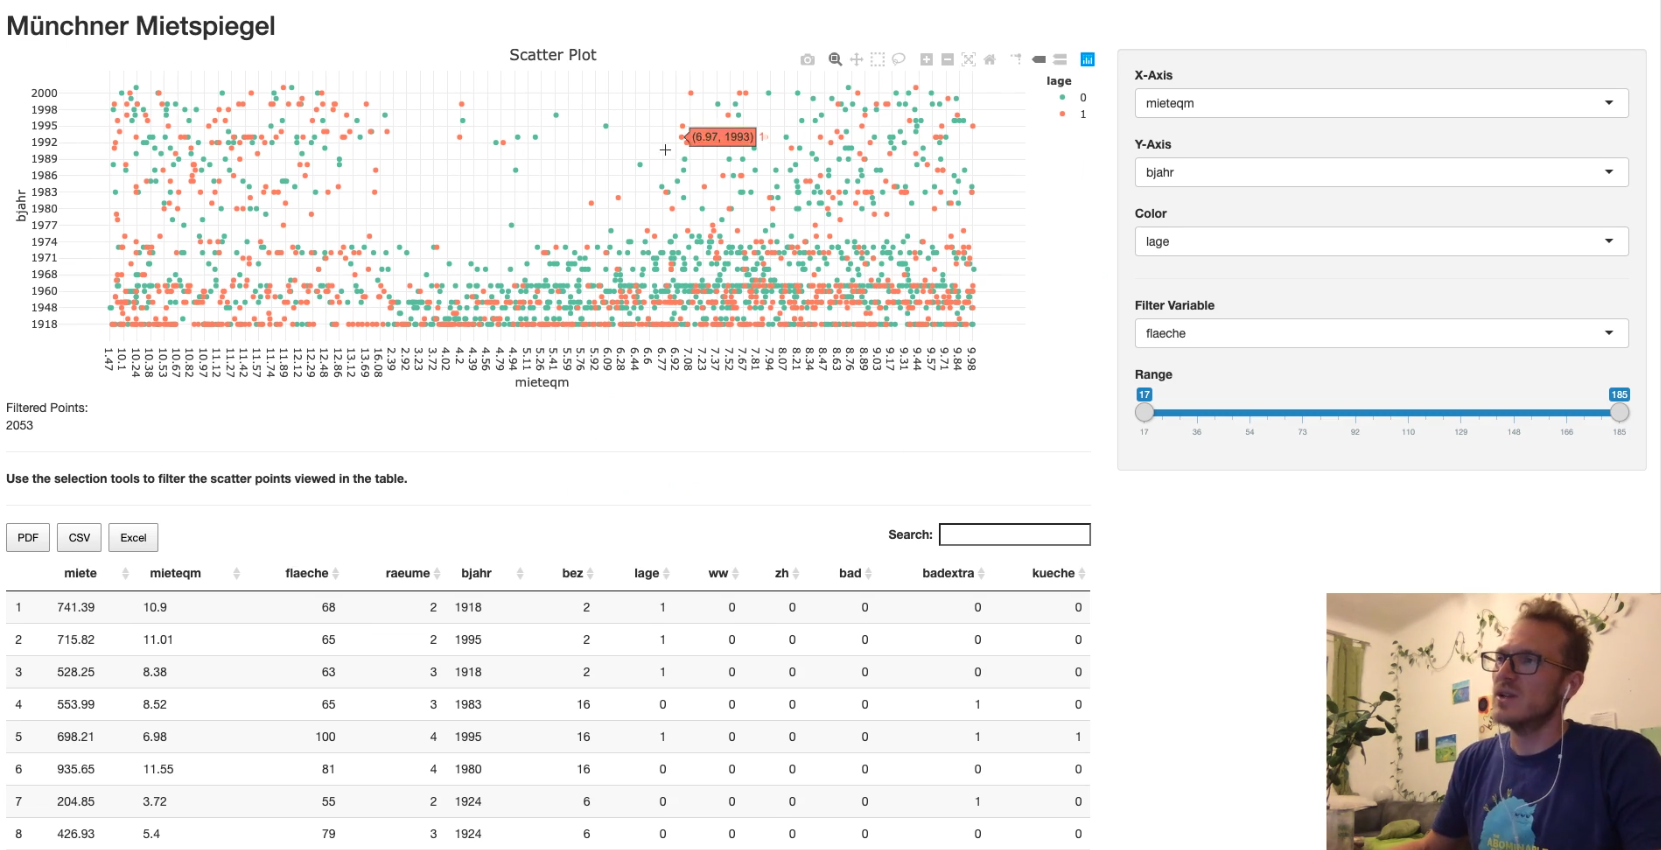 Münchner Mietspiegel
Scatter Plot
lage
0
1
bjahr
2000
1998
1995
1992
1989
1986
1983
1980
1977
1974
1971
1968
1960
1948
1918
(6.97, 1993) 1
1.47 10.1 10.24 10.38 10.53 10.67 10.82 10.97 11.12 11.27 11.42 11.57 11.74 11.89 12.12 12.29 12.48 12.86 13.12 13.69 16.08 2.39 2.92 3.23 3.72 4.02 4.2 4.39 4.56 4.79 4.94 5.11 5.26 5.41 5.59 5.76 5.92 6.09 6.28 6.44 6.6 6.77 6.92 7.08 7.23 7.37 7.52 7.67 7.81 7.94 8.07 8.21 8.34 8.47 8.63 8.76 8.89 9.03 9.17 9.31 9.44 9.57 9.71 9.84 9.98
mieteqm
Filtered Points:
2053
Use the selection tools to filter the scatter points viewed in the table.
PDF CSV Excel
Search:
miete mieteqm flaeche raeume bjahr bez lage ww zh bad badextra kueche
1 741.39 10.9 68 2 1918 2 1 0 0 0 0 0
2 715.82 11.01 65 2 1995 2 1 0 0 0 0 0
3 528.25 8.38 63 3 1918 2 1 0 0 0 0 0
4 553.99 8.52 65 3 1983 16 0 0 0 0 1 0
5 698.21 6.98 100 4 1995 16 1 0 0 0 1 1
6 935.65 11.55 81 4 1980 16 0 0 0 0 0 0
7 204.85 3.72 55 2 1924 6 0 0 0 0 1 0
8 426.93 5.4 79 3 1924 6 0 0 0 0 0 0
X-Axis
mieteqm
Y-Axis
bjahr
Color
lage
Filter Variable
flaeche
Range
17 185
17 36 54 73 92 110 129 148 166 185